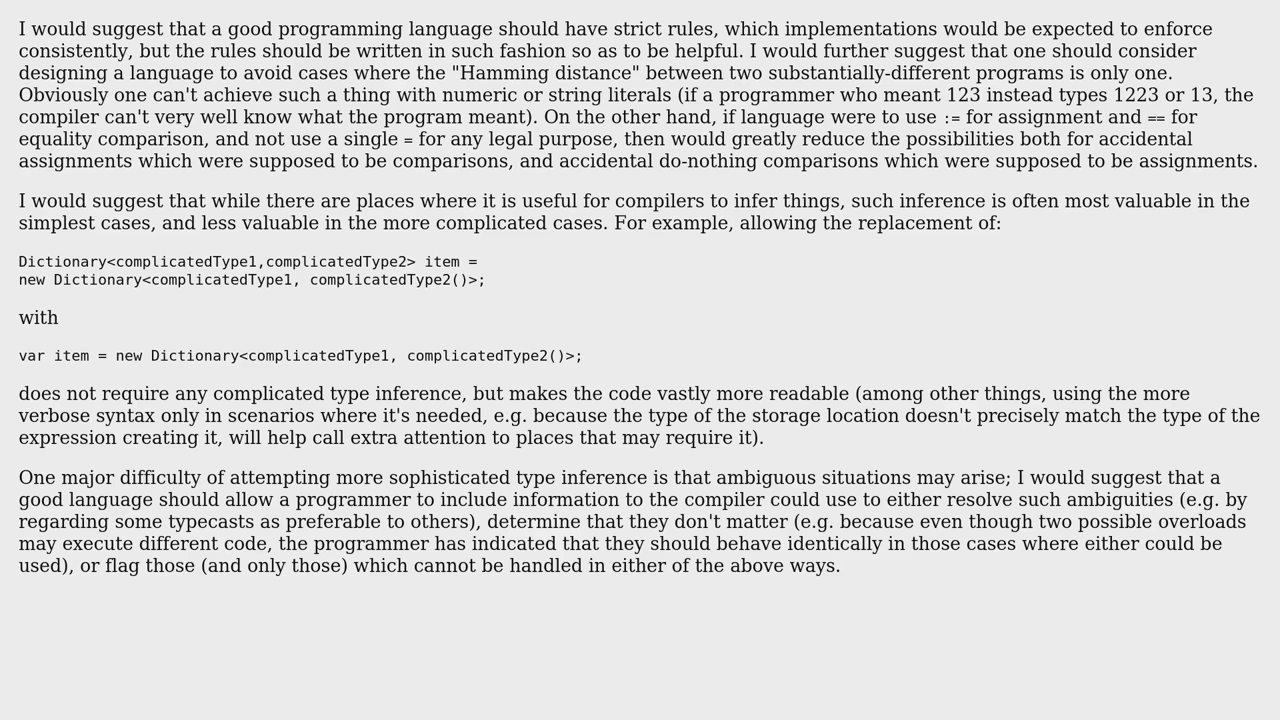 I would suggest that a good programming language should have strict rules, which implementations would be expected to enforce
consistently, but the rules should be written in such fashion so as to be helpful. I would further suggest that one should consider
designing a language to avoid cases where the "Hamming distance" between two substantially-different programs is only one.
Obviously one can't achieve such a thing with numeric or string literals (if a programmer who meant 123 instead types 1223 or 13, the
compiler can't very well know what the program meant). On the other hand, if language were to use := for assignment and == for
equality comparison, and not use a single = for any legal purpose, then would greatly reduce the possibilities both for accidental
assignments which were supposed to be comparisons, and accidental do-nothing comparisons which were supposed to be assignments.
I would suggest that while there are places where it is useful for compilers to infer things, such inference is often most valuable in the
simplest cases, and less valuable in the more complicated cases. For example, allowing the replacement of:
Dictionary<complicatedType1,complicatedType2> item =
new Dictionary<complicatedType1, complicatedType2()>;
with
var item = new Dictionary<complicatedType1, complicatedType2()>;
does not require any complicated type inference, but makes the code vastly more readable (among other things, using the more
verbose syntax only in scenarios where it's needed, e.g. because the type of the storage location doesn't precisely match the type of the
expression creating it, will help call extra attention to places that may require it).
One major difficulty of attempting more sophisticated type inference is that ambiguous situations may arise; I would suggest that a
good language should allow a programmer to include information to the compiler could use to either resolve such ambiguities (e.g. by
regarding some typecasts as preferable to others), determine that they don't matter (e.g. because even though two possible overloads
may execute different code, the programmer has indicated that they should behave identically in those cases where either could be
used), or flag those (and only those) which cannot be handled in either of the above ways.